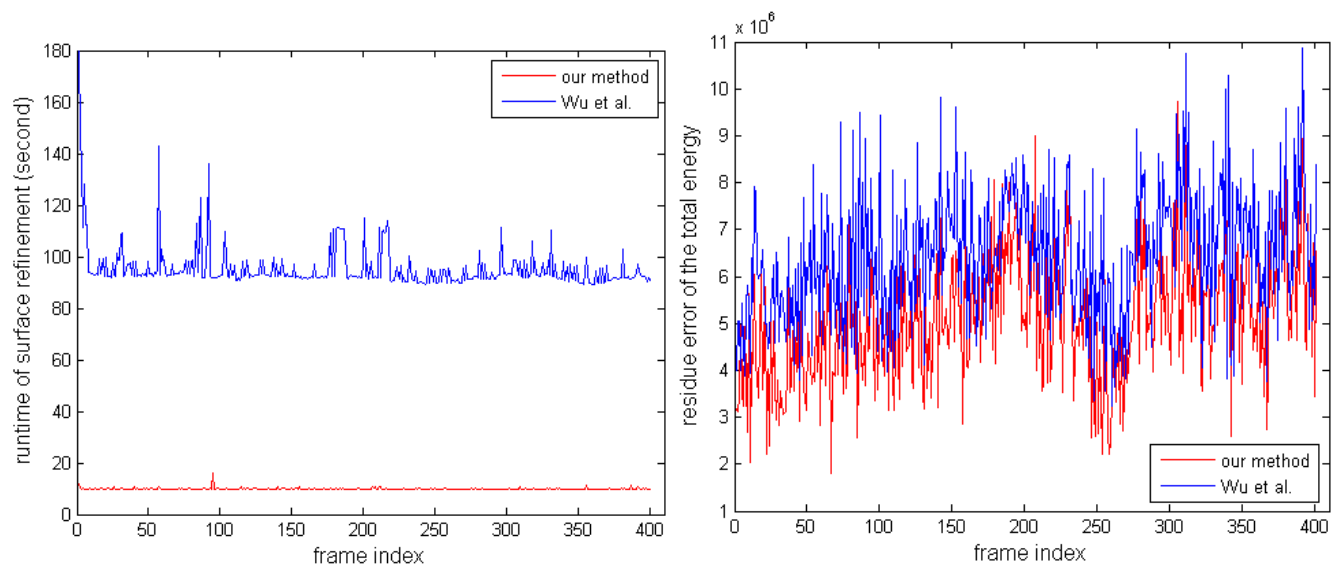 180
160
140
120
100
80
60
40
20
0
runtime of surface refinement (second)
0 50 100 150 200 250 300 350 400
frame index
our method
Wu et al.
x 10^6
11
10
9
8
7
6
5
4
3
2
1
residue error of the total energy
0 50 100 150 200 250 300 350 400
frame index
our method
Wu et al.